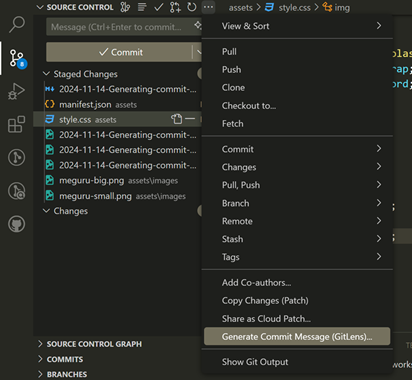 SOURCE CONTROL
Message (Ctrl+Enter to commit...
Commit
Staged Changes
2024-11-14-Generating-commit-...
manifest.json assets
style.css assets
2024-11-14-Generating-commit-...
2024-11-14-Generating-commit-...
2024-11-14-Generating-commit-...
meguru-big.png assets\images
meguru-small.png assets\images
Changes
SOURCE CONTROL GRAPH
COMMITS
BRANCHES
8
assets > style.css > img
View & Sort
Pull
Push
Clone
Checkout to...
Fetch
Commit
Changes
Pull, Push
Branch
Remote
Stash
Tags
Add Co-authors...
Copy Changes (Patch)
Share as Cloud Patch...
Generate Commit Message (GitLens)...
Show Git Output